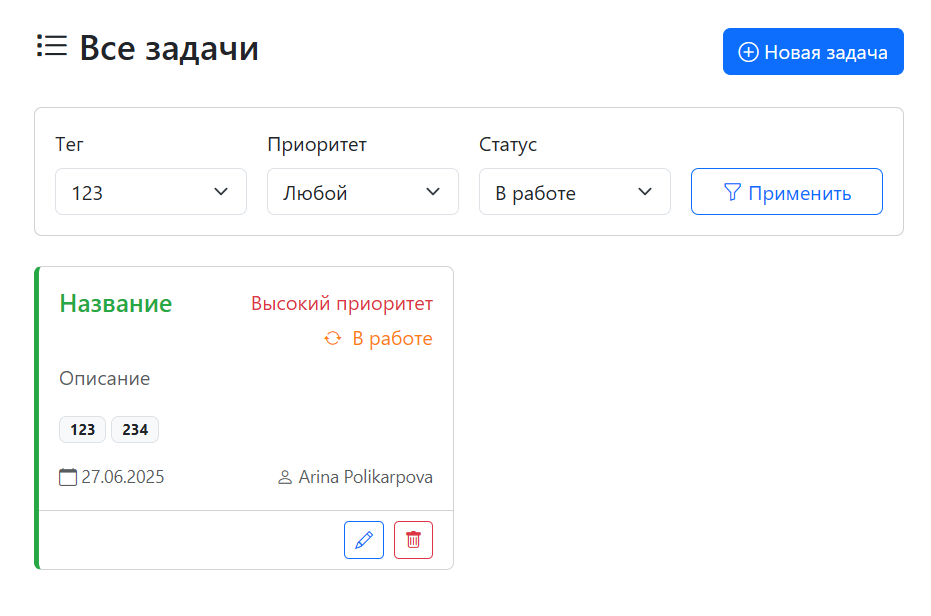 Все задачи
Новая задача
Тег Приоритет Статус
123 Любой В работе Применить
Название Высокий приоритет
В работе
Описание
123 234
27.06.2025 Arina Polikarpova